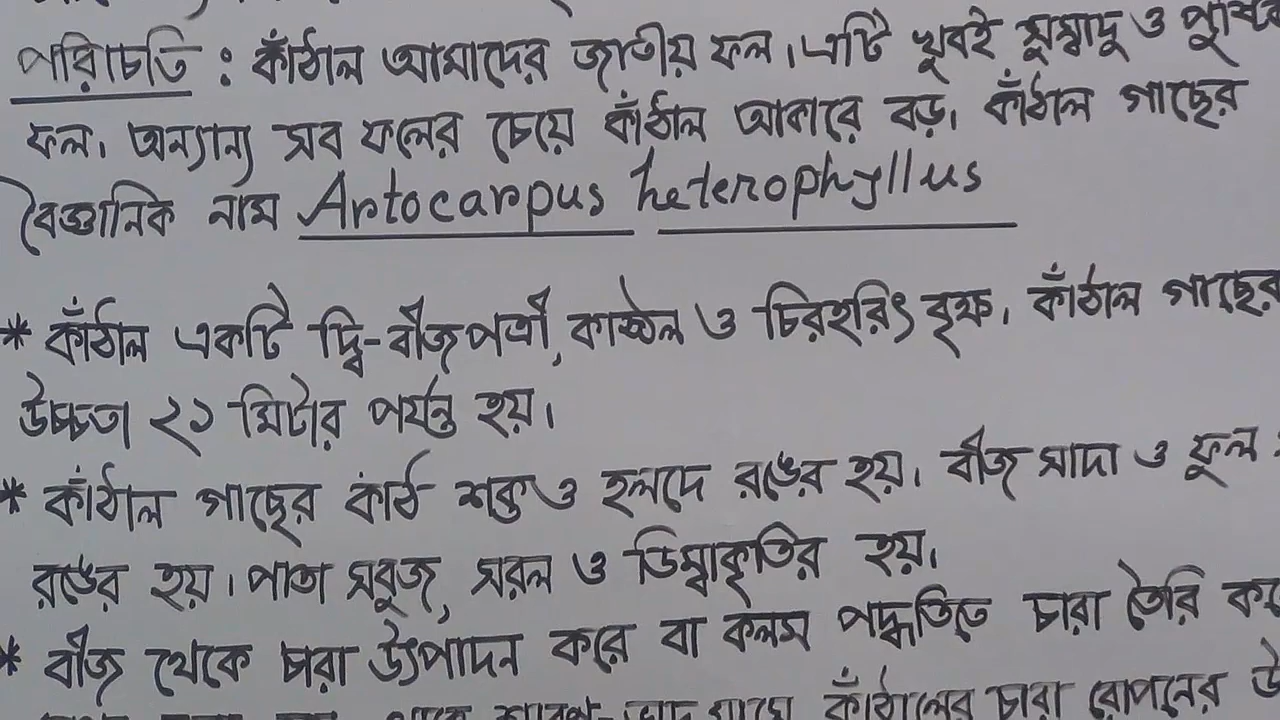 পরিচিতি : কাঁঠাল আমাদের জাতীয় ফল। এটি খুবই সুস্বাদু ও
ফল। অন্যান্য সব ফলের চেয়ে কাঁঠাল আকারে বড়। কাঁঠাল গাছের
বৈজ্ঞানিক নাম Artocarpus heterophyllus
* কাঁঠাল একটি দ্বি-বীজপত্রী, কাষ্ঠল ও চিরহরিৎ বৃক্ষ। কাঁঠাল গাছের
উচ্চতা ২১ মিটার পর্যন্ত হয়।
* কাঁঠাল গাছের কাঠ শক্ত ও হলদে রঙের হয়। বীজ সাদা ও ফুল
রঙের হয়। পাতা সবুজ, সরল ও ডিম্বাকৃতির হয়।
* বীজ থেকে চারা উৎপাদন করে বা কলম পদ্ধতিতে চারা তৈরি
কাঁঠালের চারা রোপনের